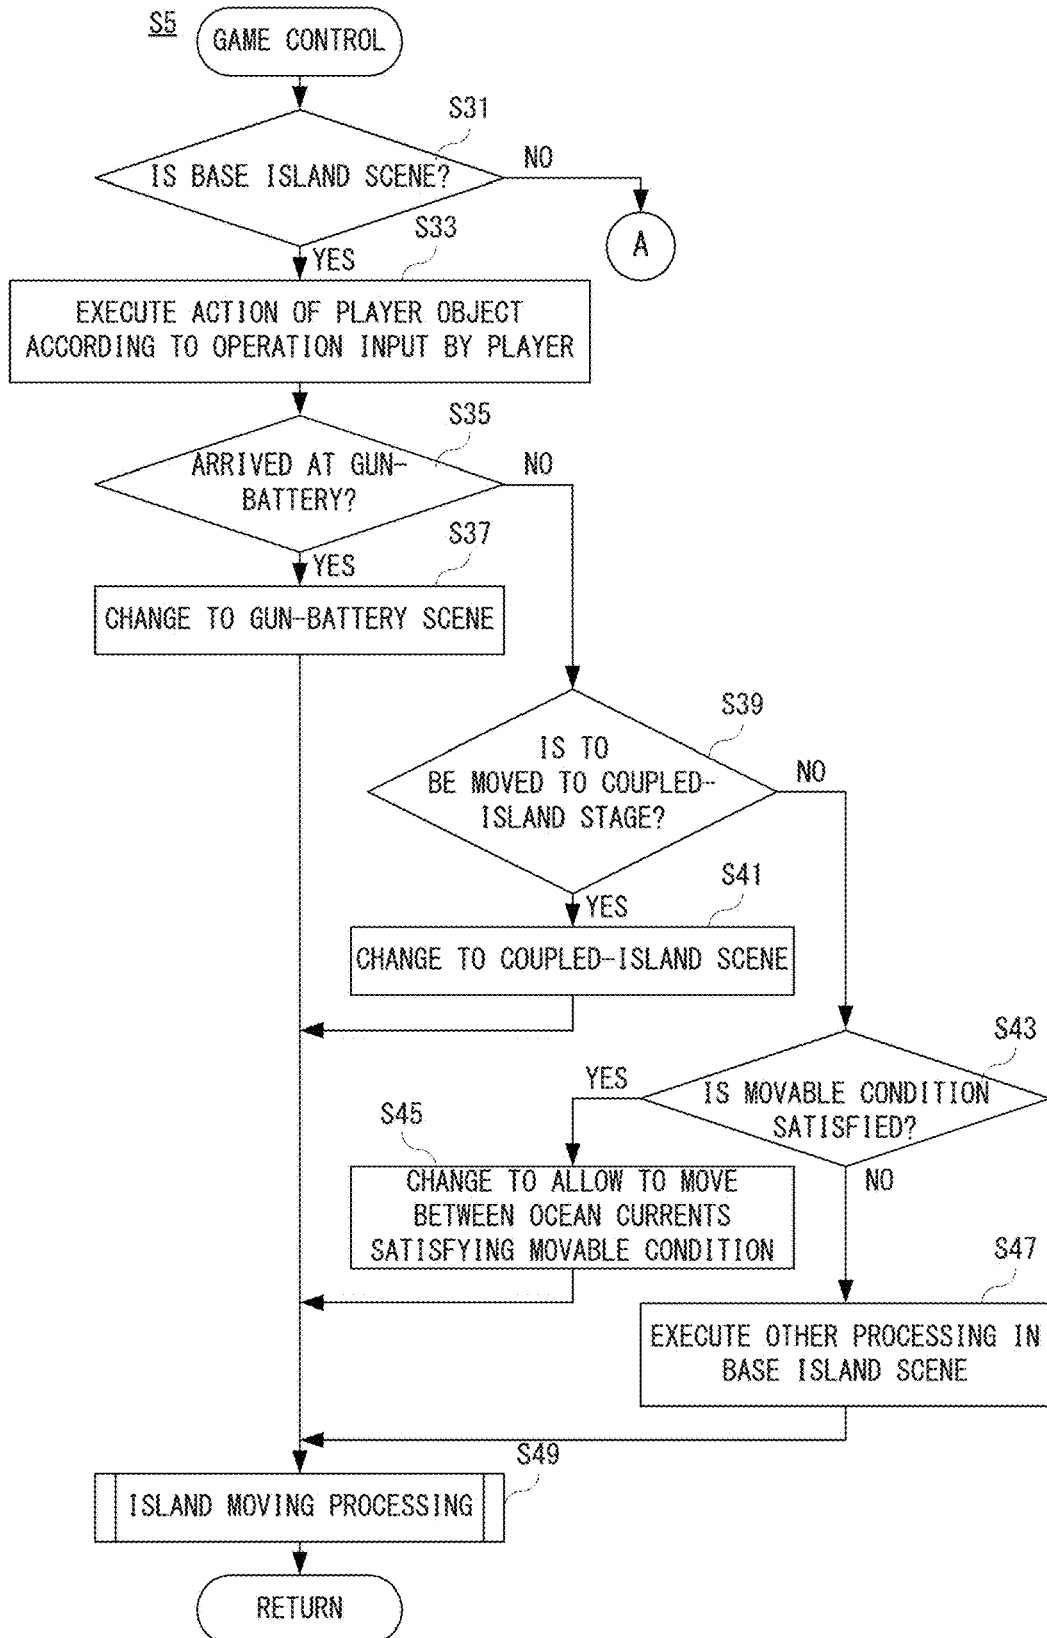 S5
GAME CONTROL
S31
IS BASE ISLAND SCENE?
NO
A
YES
S33
EXECUTE ACTION OF PLAYER OBJECT
ACCORDING TO OPERATION INPUT BY PLAYER
S35
ARRIVED AT GUN-
BATTERY?
NO
YES
S37
CHANGE TO GUN-BATTERY SCENE
S39
IS TO
BE MOVED TO COUPLED-
ISLAND STAGE?
NO
YES
S41
CHANGE TO COUPLED-ISLAND SCENE
S43
IS MOVABLE CONDITION
SATISFIED?
YES
NO
S45
CHANGE TO ALLOW TO MOVE
BETWEEN OCEAN CURRENTS
SATISFYING MOVABLE CONDITION
S47
EXECUTE OTHER PROCESSING IN
BASE ISLAND SCENE
S49
ISLAND MOVING PROCESSING
RETURN